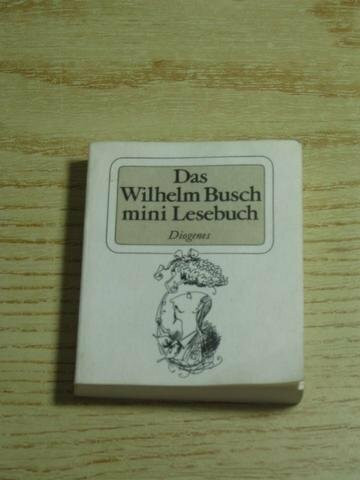 Das
Wilhelm Busch
mini Lesebuch
Diogenes